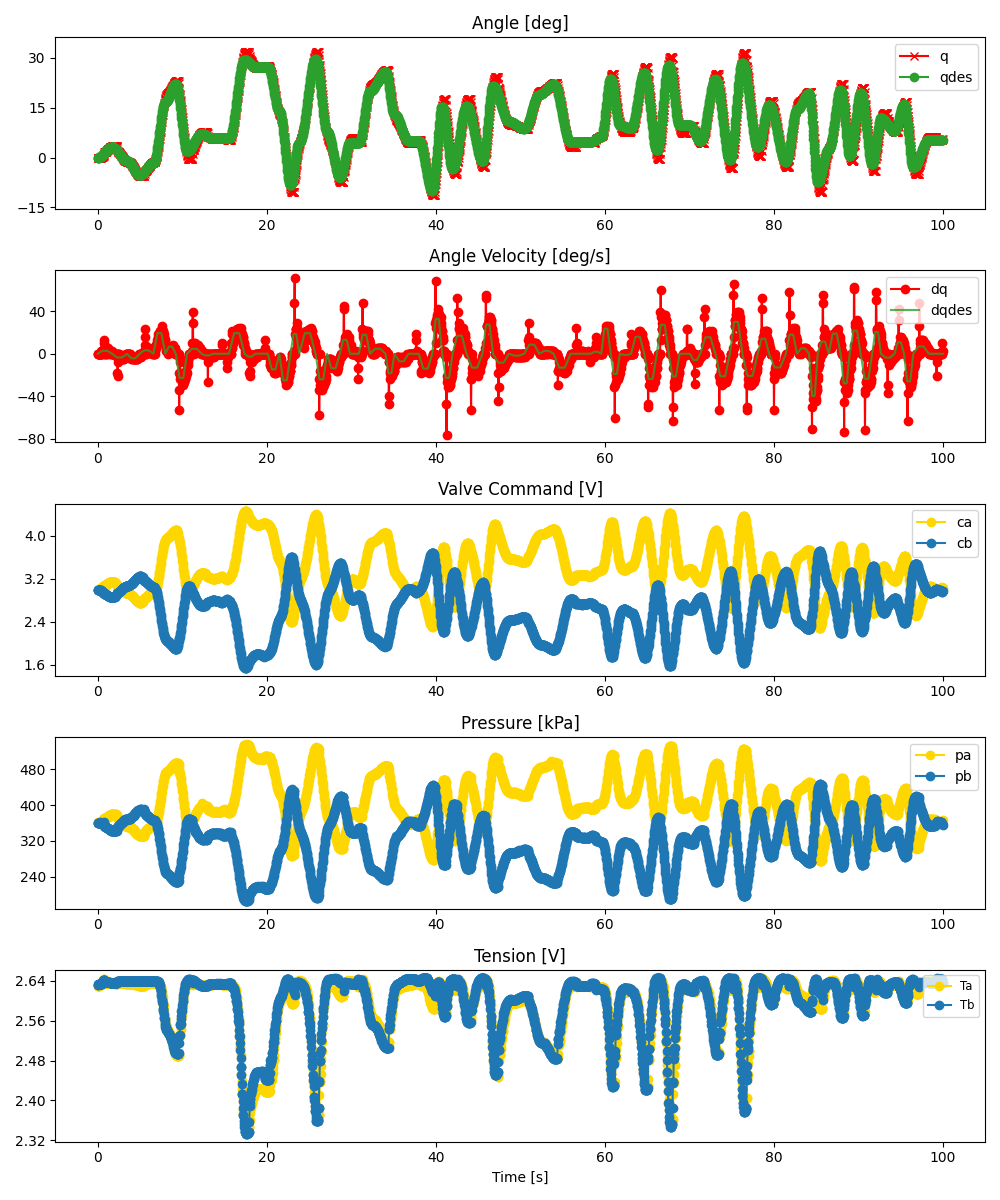 Angle [deg]
30
15
0
−15
q
qdes
0 20 40 60 80 100
Angle Velocity [deg/s]
40
0
−40
−80
dq
dqdes
0 20 40 60 80 100
Valve Command [V]
4.0
3.2
2.4
1.6
ca
cb
0 20 40 60 80 100
Pressure [kPa]
480
400
320
240
pa
pb
0 20 40 60 80 100
Tension [V]
2.64
2.56
2.48
2.40
2.32
Ta
Tb
0 20 40 60 80 100
Time [s]